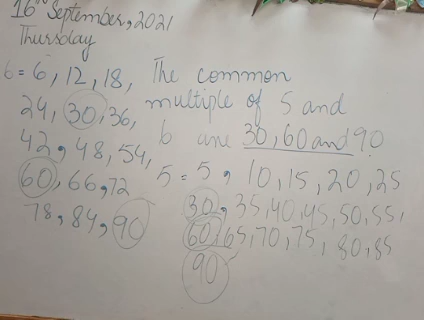 16th September, 2021
Thursday
6 = 6, 12, 18,
24, 30, 36,
42, 48, 54,
60, 66, 72
78, 84, 90
The common
multiple of 5 and
6 are 30, 60 and 90
5 = 5, 10, 15, 20, 25
30, 35, 40, 45, 50, 55,
60, 65, 70, 75, 80, 85
90